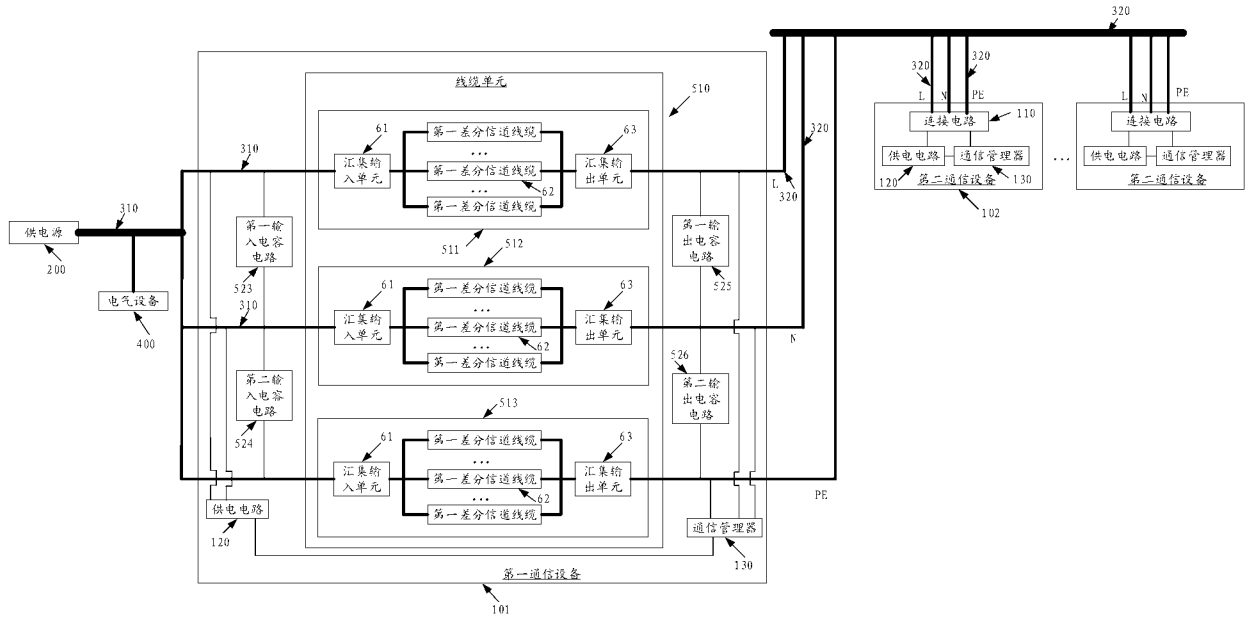 320
线缆单元
510
第一差分信道线缆
...
第一差分信道线缆
...
第一差分信道线缆
61
62
63
汇集输
入单元
汇集输
出单元
511
310
310
供电源
200
电气设备
400
310
第一输
入电容
电路
523
第二输
入电容
电路
524
512
第一差分信道线缆
...
第一差分信道线缆
...
第一差分信道线缆
61
62
63
汇集输
入单元
汇集输
出单元
513
第一差分信道线缆
...
第一差分信道线缆
...
第一差分信道线缆
61
62
63
汇集输
入单元
汇集输
出单元
第一输
出电容
电路
525
526
第二输
出电容
电路
供电电路
120
通信管理器
130
第一通信设备
101
L
320
320
N
PE
320
320
L
N
PE
连接电路
110
供电电路
通信管理器
120
130
第二通信设备
102
...
L
N
PE
连接电路
供电电路
通信管理器
第二通信设备